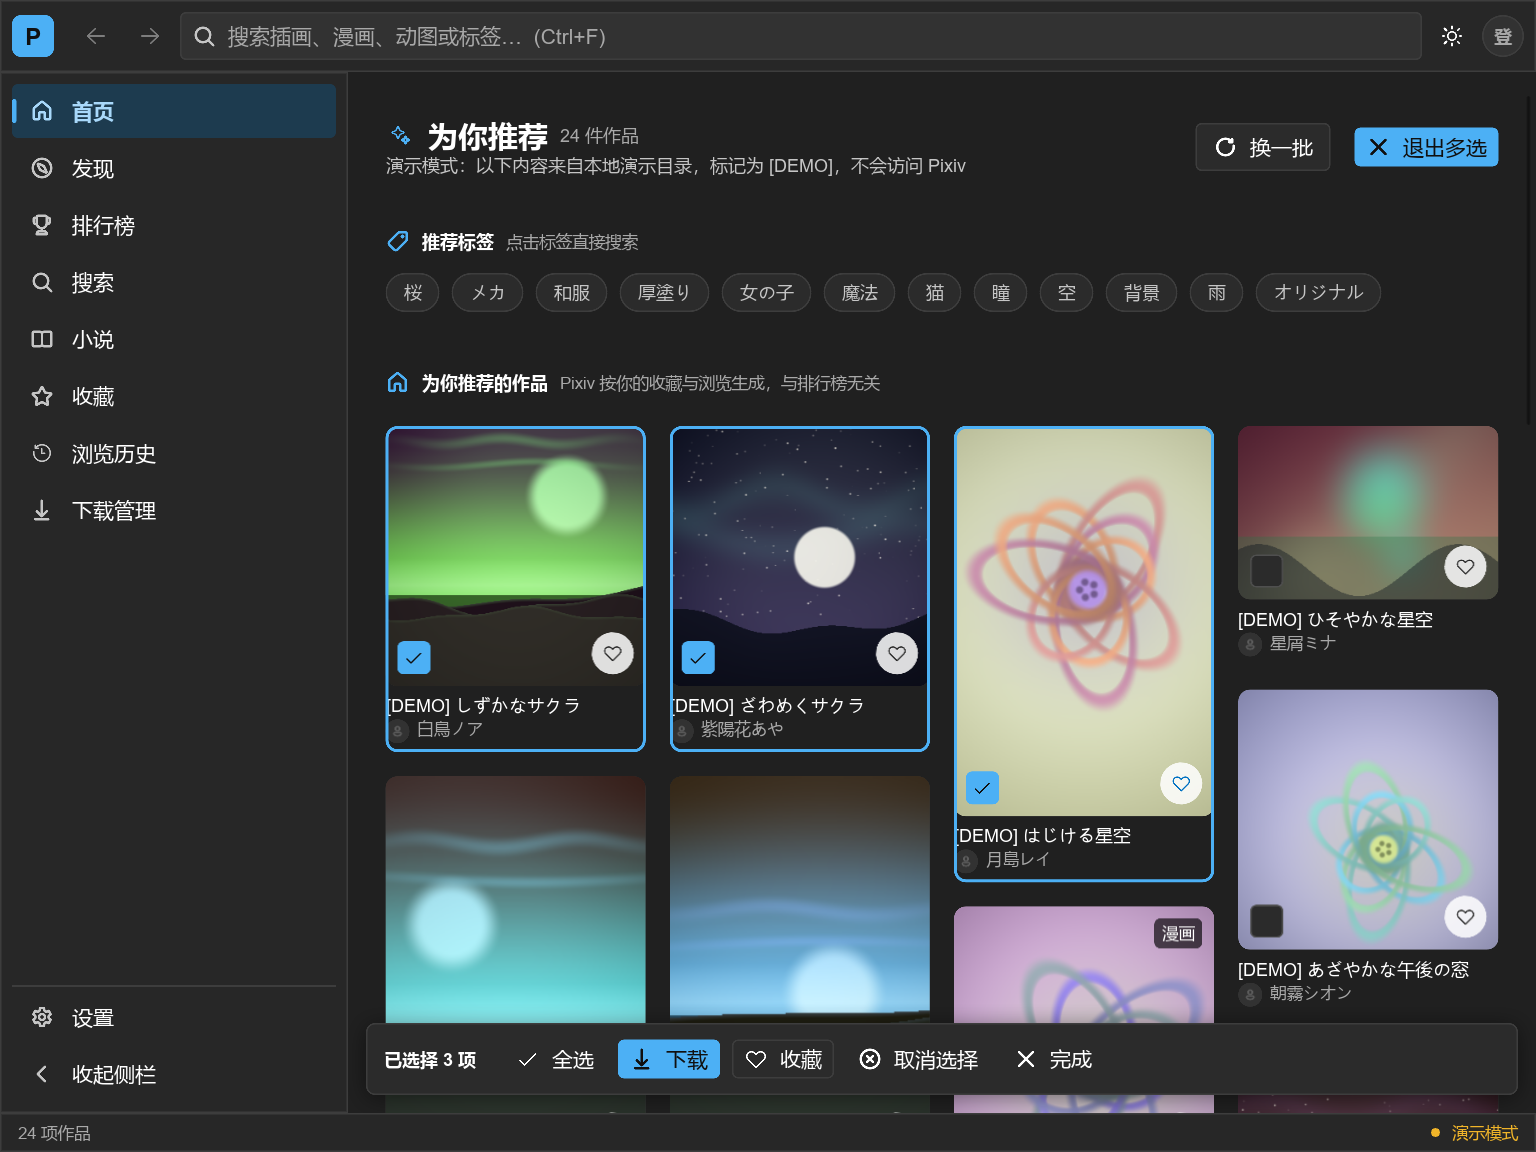 P
搜索插画、漫画、动图或标签… (Ctrl+F)
登
首页
发现
排行榜
搜索
小说
收藏
浏览历史
下载管理
设置
收起侧栏
为你推荐 24 件作品
演示模式：以下内容来自本地演示目录，标记为 [DEMO]，不会访问 Pixiv
换一批
退出多选
推荐标签 点击标签直接搜索
桜 メカ 和服 厚塗り 女の子 魔法 猫 瞳 空 背景 雨 オリジナル
为你推荐的作品 Pixiv 按你的收藏与浏览生成，与排行榜无关
[DEMO] しずかなサクラ
白鳥ノア
[DEMO] ざわめくサクラ
紫陽花あや
[DEMO] はじける星空
月島レイ
[DEMO] ひそやかな星空
星屑ミナ
[DEMO] あざやかな午後の窓
朝霧シオン
漫画
已选择 3 项
全选
下载
收藏
取消选择
完成
24 项作品
演示模式